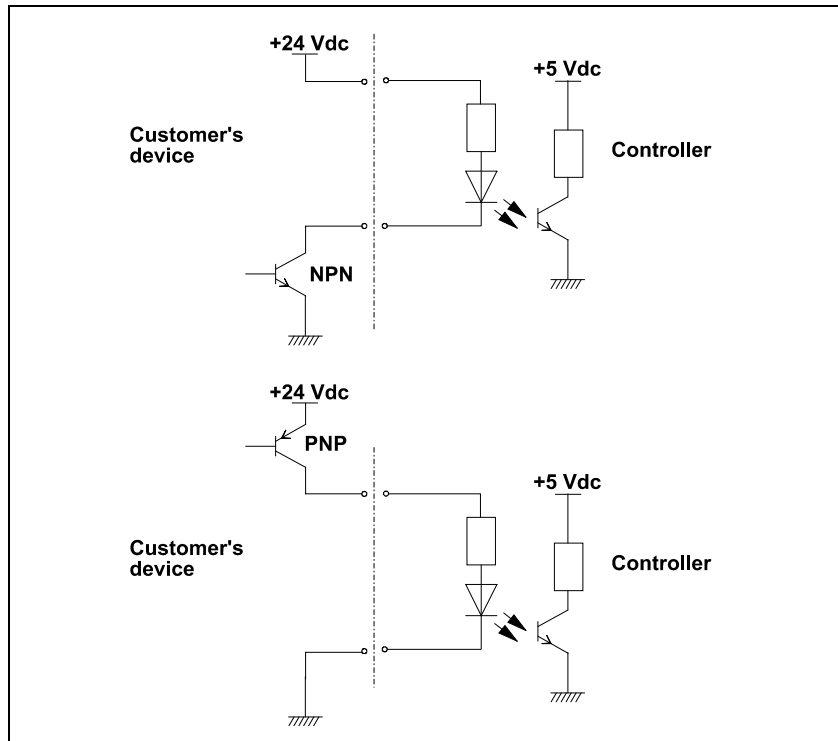 +24 Vdc
+5 Vdc
Customer's
device
Controller
NPN
+24 Vdc
PNP
+5 Vdc
Customer's
device
Controller